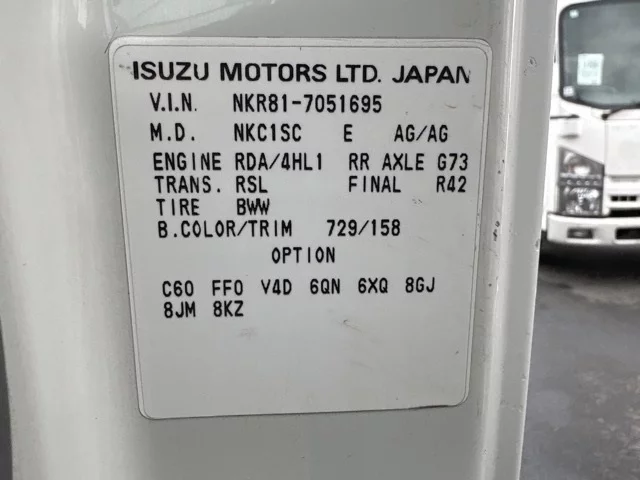 ISUZU MOTORS LTD. JAPAN
V.I.N. NKR81-7051695
M.D. NKC1SC E AG/AG
ENGINE RDA/4HL1 RR AXLE G73
TRANS. RSL FINAL R42
TIRE BWW
B.COLOR/TRIM 729/158
OPTION
C60 FF0 V4D 6QN 6XQ 8GJ
8JM 8KZ